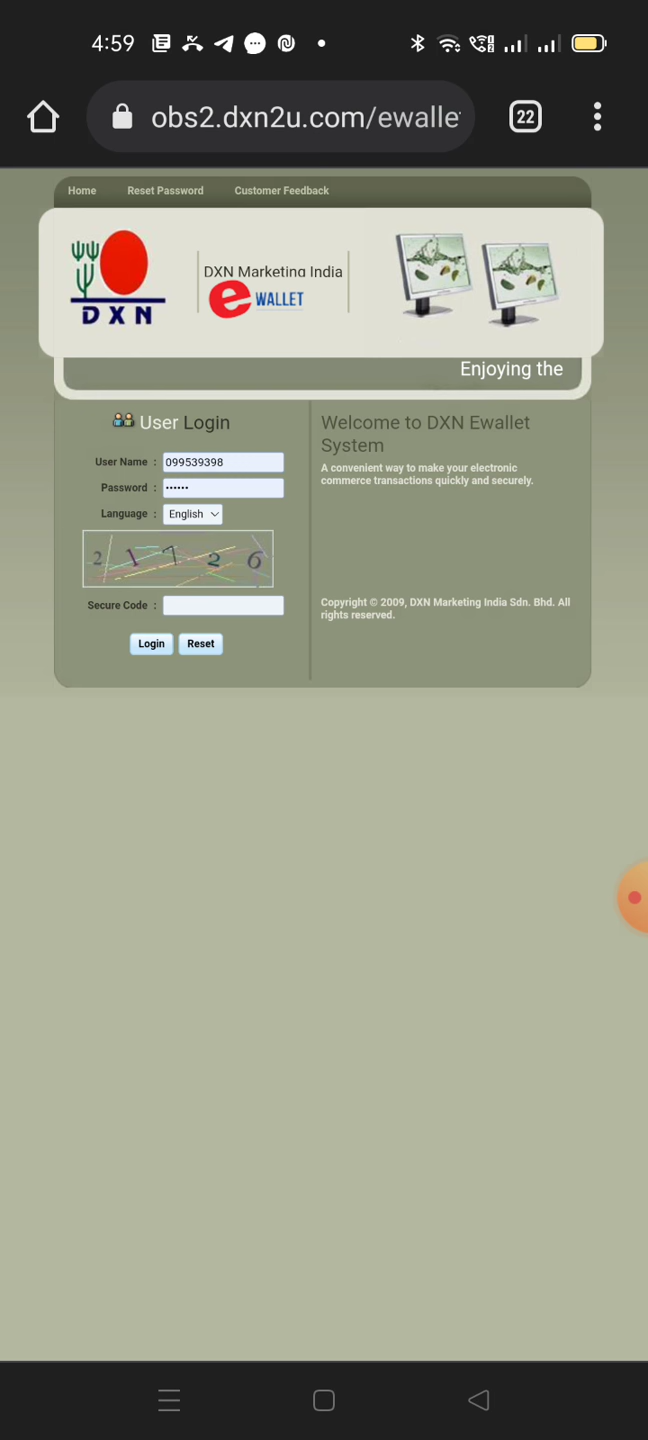 4:59
obs2.dxn2u.com/ewalle
22
Home Reset Password Customer Feedback
DXN
DXN Marketing India
e WALLET
Enjoying the
User Login
User Name : 099539398
Password : ••••••
Language : English
Secure Code :
Login Reset
Welcome to DXN Ewallet
System
A convenient way to make your electronic
commerce transactions quickly and securely.
Copyright © 2009, DXN Marketing India Sdn. Bhd. All
rights reserved.